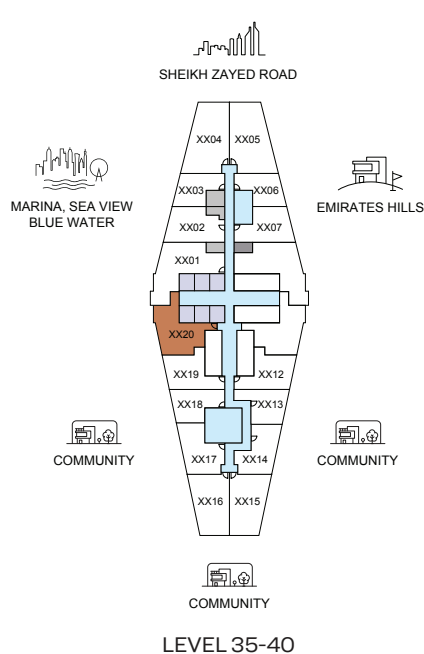 SHEIKH ZAYED ROAD
XX04 XX05
MARINA, SEA VIEW
BLUE WATER
EMIRATES HILLS
XX03 XX06
XX02 XX07
XX01
XX20
XX19 XX12
XX18 XX13
COMMUNITY
COMMUNITY
XX17 XX14
XX16 XX15
COMMUNITY
LEVEL 35-40